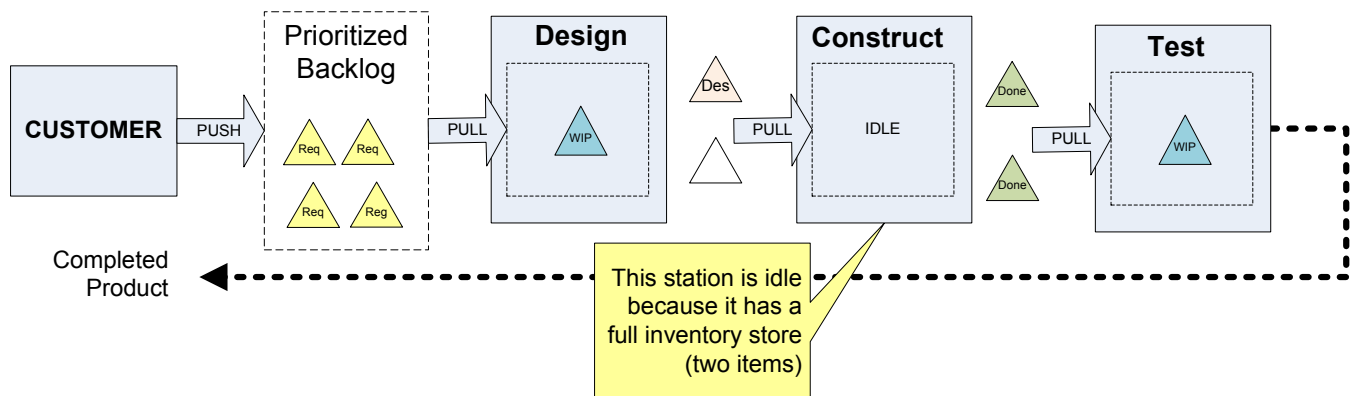 CUSTOMER
PUSH
Prioritized
Backlog
Req
Req
Req
Reg
PULL
Design
WIP
Des
PULL
Construct
IDLE
Done
Done
PULL
Test
WIP
Completed
Product
This station is idle
because it has a
full inventory store
(two items)